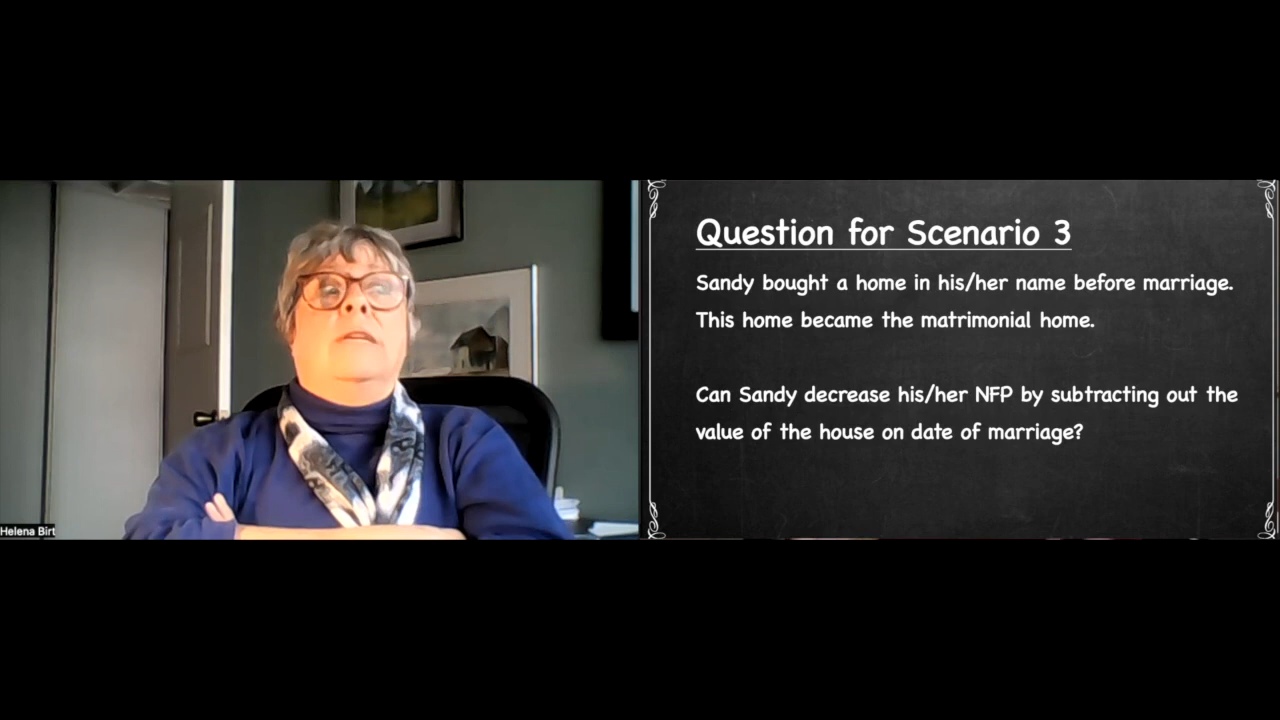 Helena Birt
Question for Scenario 3
Sandy bought a home in his/her name before marriage.
This home became the matrimonial home.
Can Sandy decrease his/her NFP by subtracting out the
value of the house on date of marriage?